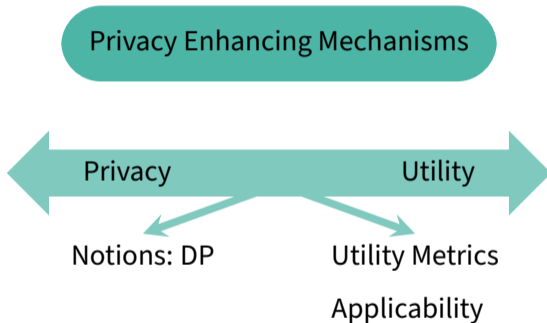 Privacy Enhancing Mechanisms
Privacy Utility
Notions: DP Utility Metrics
Applicability